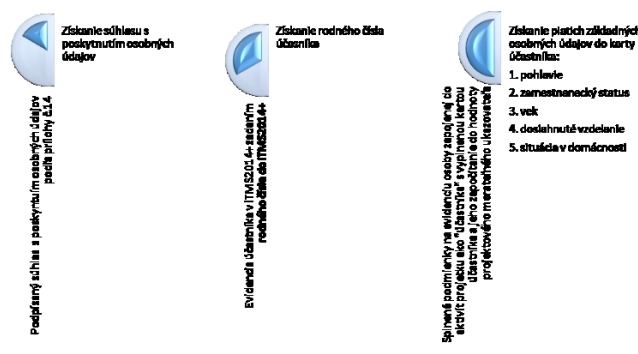 Získanie súhlasu s
poskytnutím osobných
údajov
Podpísaný súhlas s poskytnutím osobných údajov
podľa prílohy č.14
Získanie rodného čísla
účasníka
Evidencia účastníka v ITMS2014+ zadaním
rodného čísla do ITMS2014+
Získanie piatich základných
osobných údajov do karty
účastníka:
1. pohlavie
2. zamestnanecký status
3. vek
4. dosiahnuté vzdelanie
5. situácia v domácnosti
Splnené podmienky na evidenciu osoby zapojenej do
aktivít projektu ako "účastníka" s vyplnenou kartou
účastníka a jeho započítanie do hodnoty
projektového merateľného ukazovateľa